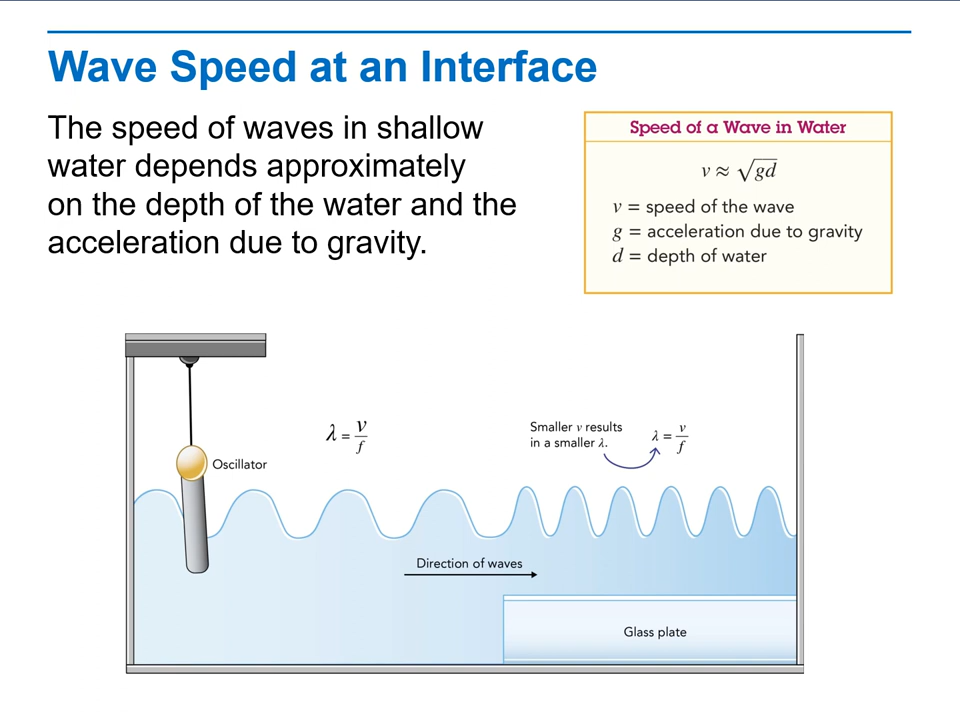 Wave Speed at an Interface
The speed of waves in shallow
water depends approximately
on the depth of the water and the
acceleration due to gravity.
Speed of a Wave in Water
v ≈ √gd
v = speed of the wave
g = acceleration due to gravity
d = depth of water
λ = v/f
Smaller v results
in a smaller λ.
λ = v/f
Oscillator
Direction of waves
Glass plate